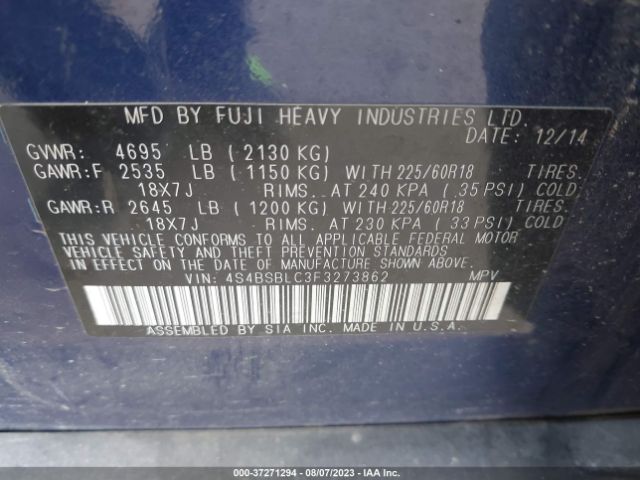 MFD BY FUJI HEAVY INDUSTRIES LTD.
DATE: 12/14
GVWR: 4695 LB ( 2130 KG)
GAWR:F 2535 LB ( 1150 KG) WITH 225/60R18 TIRES.
18X7J RIMS. AT 240 KPA ( 35 PSI) COLD
GAWR:R 2645 LB ( 1200 KG) WITH 225/60R18 TIRES.
18X7J RIMS. AT 230 KPA ( 33 PSI) COLD
THIS VEHICLE CONFORMS TO ALL APPLICABLE FEDERAL MOTOR
VEHICLE SAFETY AND THEFT PREVENTION STANDARDS
IN EFFECT ON THE DATE OF MANUFACTURE SHOWN ABOVE.
VIN: 4S4BSBLC3F3273862 MPV
ASSEMBLED BY SIA INC. MADE IN U.S.A.
000-37271294 - 08/07/2023 - IAA Inc.